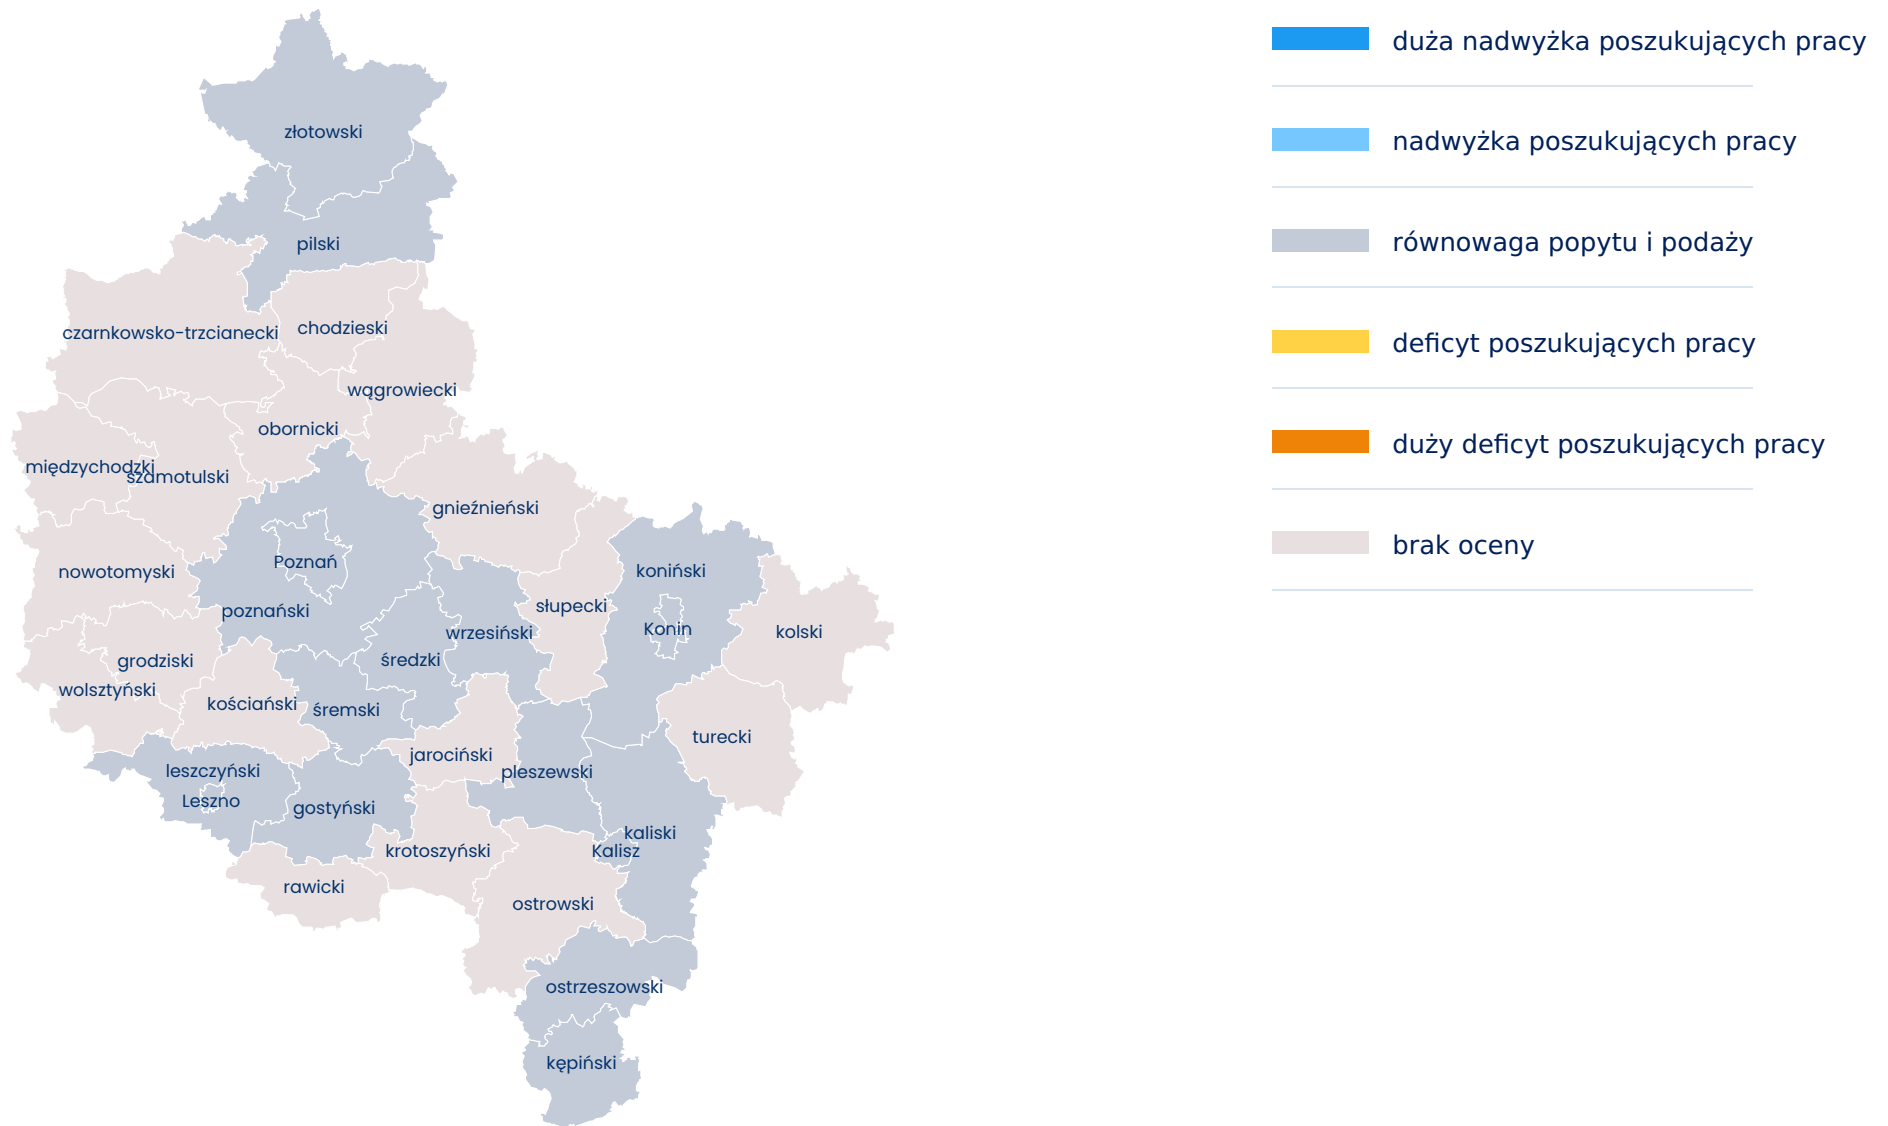 złotowski
pilski
czarnkowsko-trzcianecki
chodzieski
wągrowiecki
obornicki
międzychodzki
szamotulski
gnieźnieński
nowotomyski
Poznań
koniński
poznański
słupecki
wrzesiński
Konin
kolski
grodziski
średzki
wolsztyński
kościański
śremski
turecki
jarociński
leszczyński
pleszewski
Leszno
gostyński
kaliski
krotoszyński
Kalisz
rawicki
ostrowski
ostrzeszowski
kępiński
duża nadwyżka poszukujących pracy
nadwyżka poszukujących pracy
równowaga popytu i podaży
deficyt poszukujących pracy
duży deficyt poszukujących pracy
brak oceny